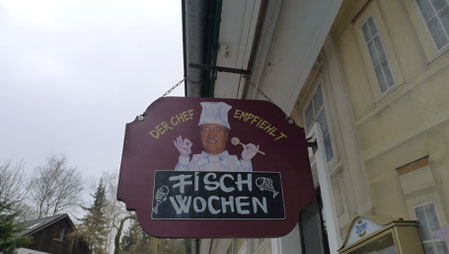 DER CHEF EMPFIEHLT
FISCH
WOCHEN